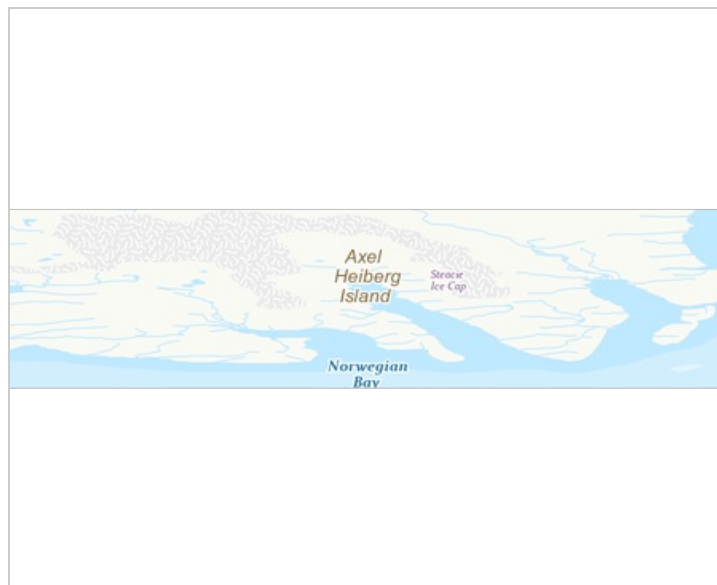 Axel
Heiberg
Island
Steacie
Ice Cap
Norwegian
Bay